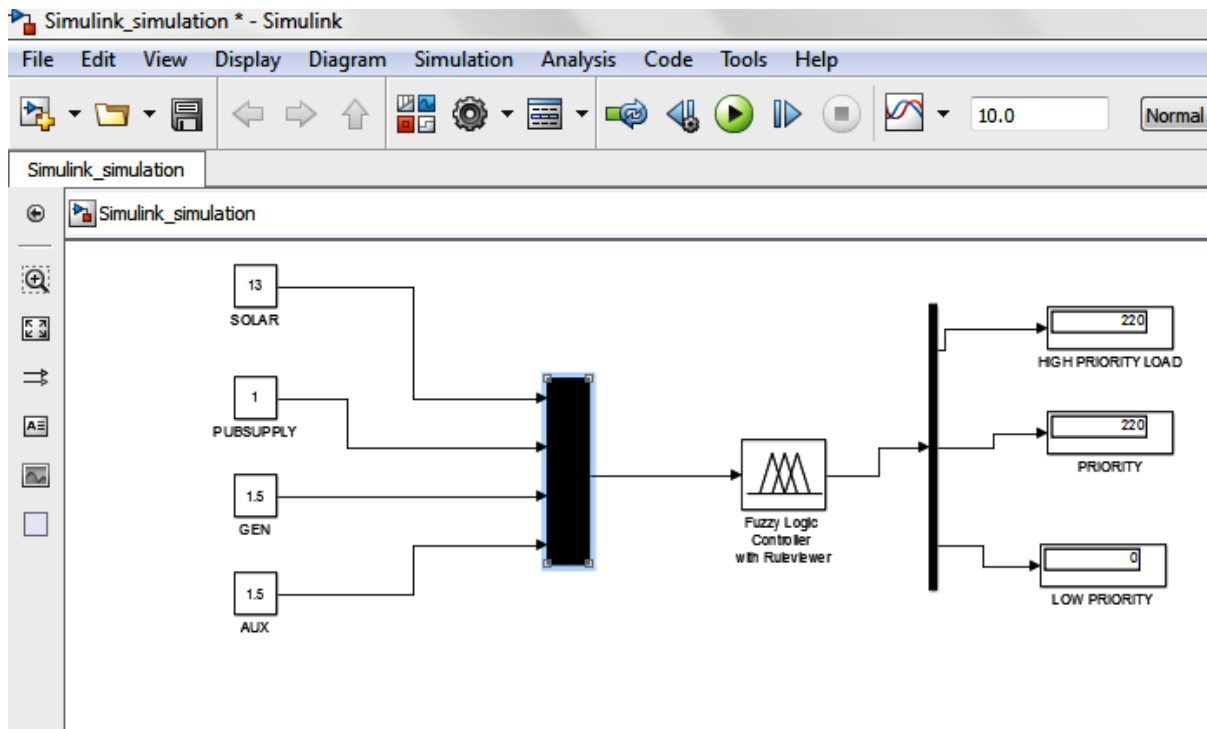 Simulink_simulation * - Simulink
File Edit View Display Diagram Simulation Analysis Code Tools Help
10.0 Normal
Simulink_simulation
Simulink_simulation
13
SOLAR
1
PUBSUPPLY
1.5
GEN
1.5
AUX
Fuzzy Logic
Controller
with Ruleviewer
220
HIGH PRIORITY LOAD
220
PRIORITY
0
LOW PRIORITY